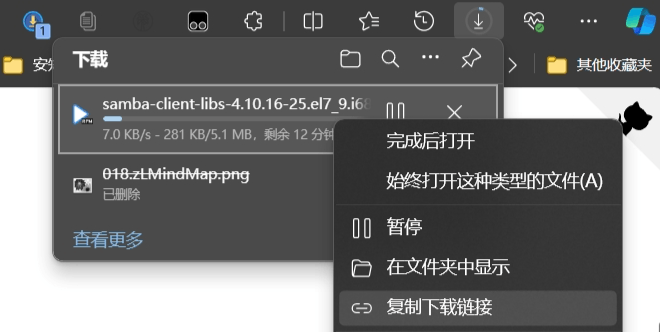 1
安
其他收藏夹
下载
samba-client-libs-4.10.16-25.el7_9.i68
RPM
7.0 KB/s - 281 KB/5.1 MB，剩余 12 分钟
018.zLMindMap.png
已删除
查看更多
完成后打开
始终打开这种类型的文件(A)
暂停
在文件夹中显示
复制下载链接